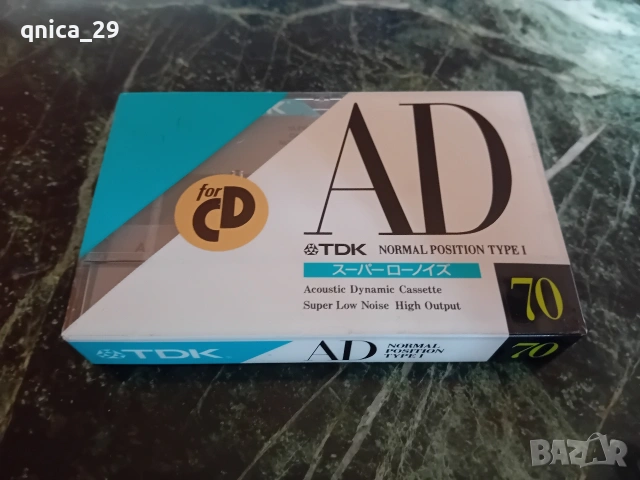 qnica_29
AD
for
CD
TDK NORMAL POSITION TYPE I
スーパーローノイズ
Acoustic Dynamic Cassette
Super Low Noise High Output
70
TDK
AD
NORMAL
POSITION
TYPE I
70
BAZAR